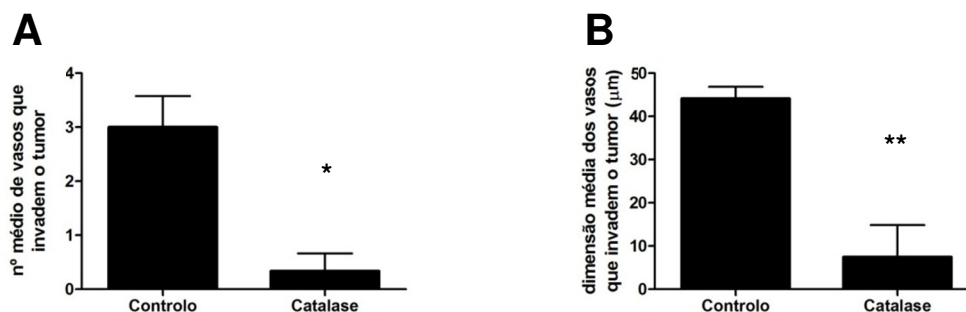 A
nº médio de vasos que
invadem o tumor
4
3
2
1
0
*
Controlo
Catalase
B
dimensão média dos vasos
que invadem o tumor (μm)
50
40
30
20
10
0
**
Controlo
Catalase